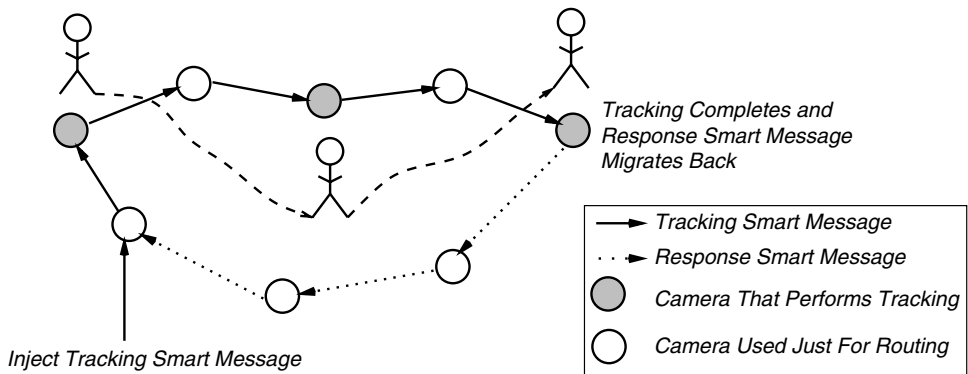 Tracking Completes and
Response Smart Message
Migrates Back
Tracking Smart Message
Response Smart Message
Camera That Performs Tracking
Camera Used Just For Routing
Inject Tracking Smart Message